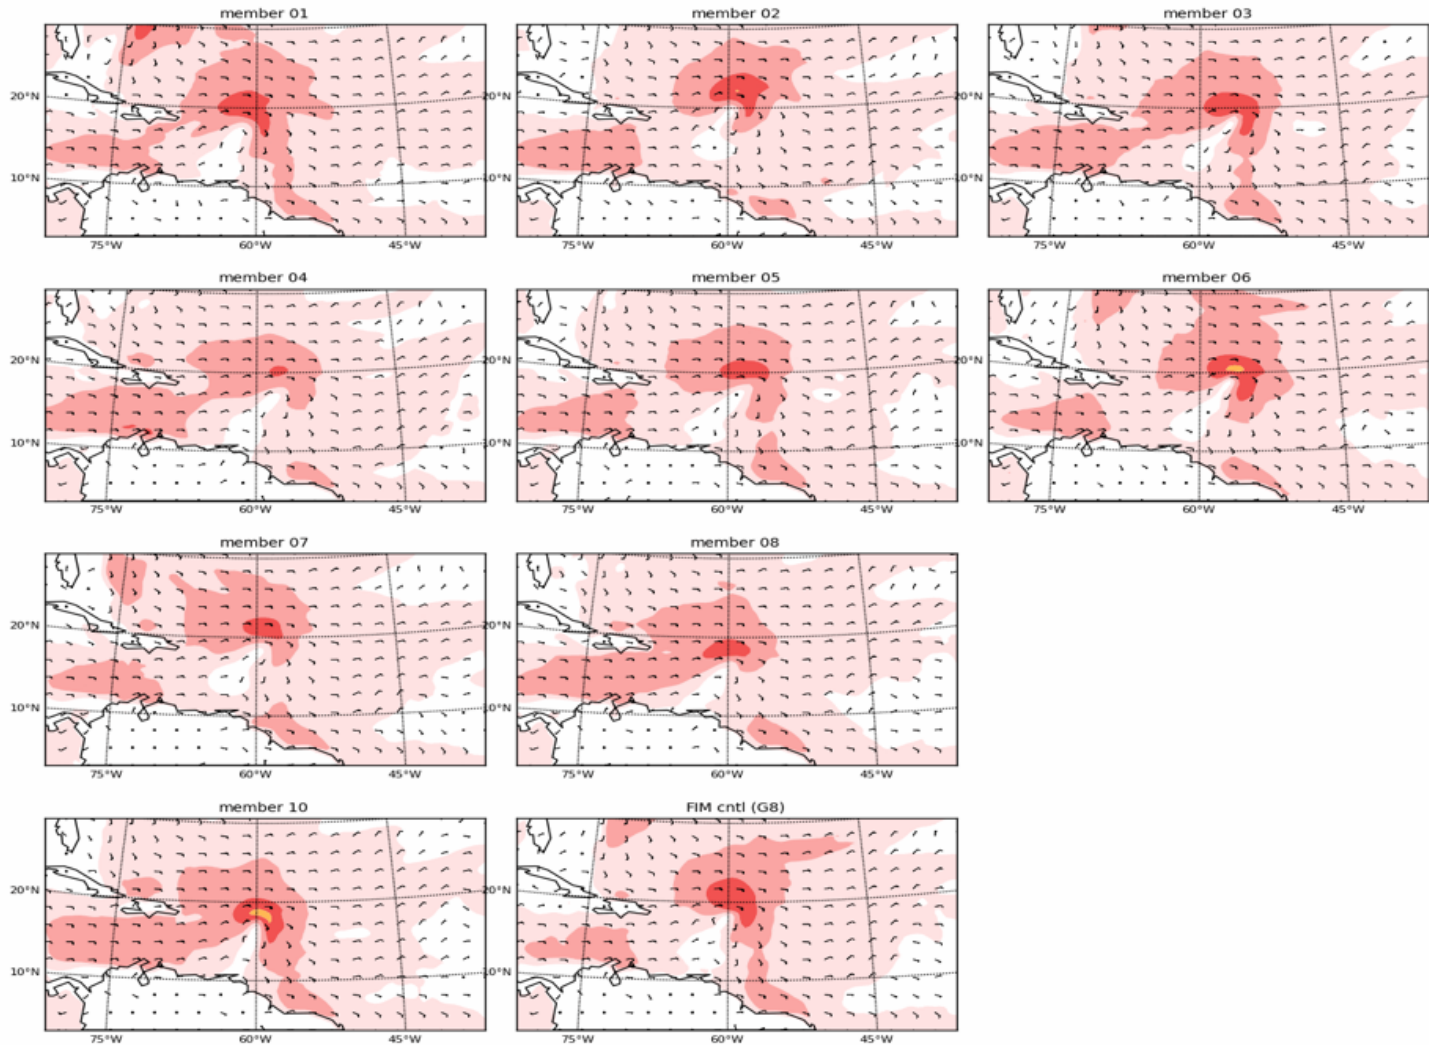 member 01 member 02 member 03
20°N 20°N 20°N
10°N 10°N 10°N
75°W 60°W 45°W 75°W 60°W 45°W 75°W 60°W 45°W
member 04 member 05 member 06
20°N 20°N 20°N
10°N 10°N 10°N
75°W 60°W 45°W 75°W 60°W 45°W 75°W 60°W 45°W
member 07 member 08
20°N 20°N
10°N 10°N
75°W 60°W 45°W 75°W 60°W 45°W
member 10 FIM cntl (G8)
20°N 20°N
10°N 10°N
75°W 60°W 45°W 75°W 60°W 45°W